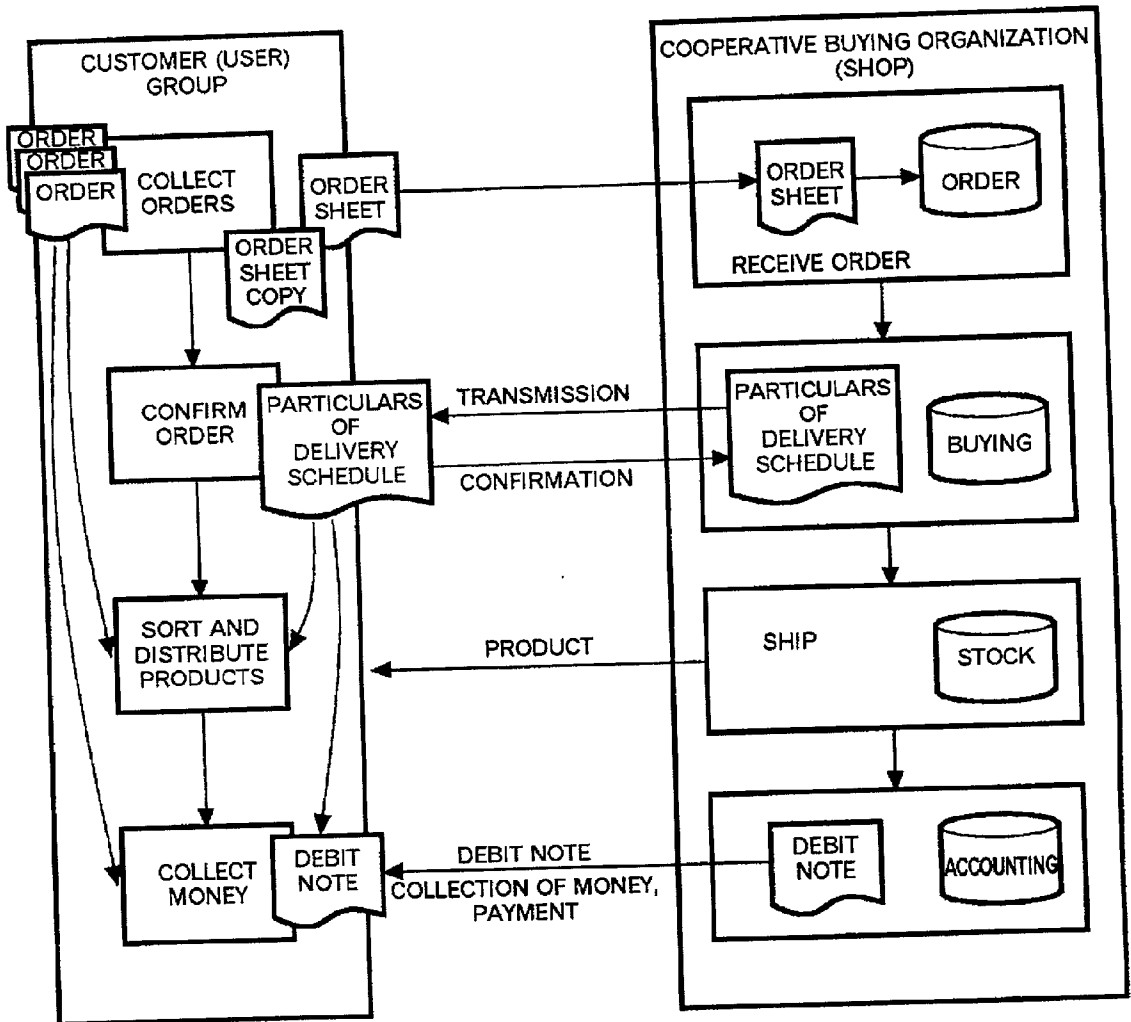 CUSTOMER (USER)
GROUP
ORDER
ORDER
ORDER
COLLECT
ORDERS
ORDER
SHEET
ORDER
SHEET
COPY
CONFIRM
ORDER
PARTICULARS
OF
DELIVERY
SCHEDULE
SORT AND
DISTRIBUTE
PRODUCTS
COLLECT
MONEY
DEBIT
NOTE
TRANSMISSION
CONFIRMATION
PRODUCT
DEBIT NOTE
COLLECTION OF MONEY,
PAYMENT
COOPERATIVE BUYING ORGANIZATION
(SHOP)
ORDER
SHEET
ORDER
RECEIVE ORDER
PARTICULARS
OF
DELIVERY
SCHEDULE
BUYING
SHIP
STOCK
DEBIT
NOTE
ACCOUNTING